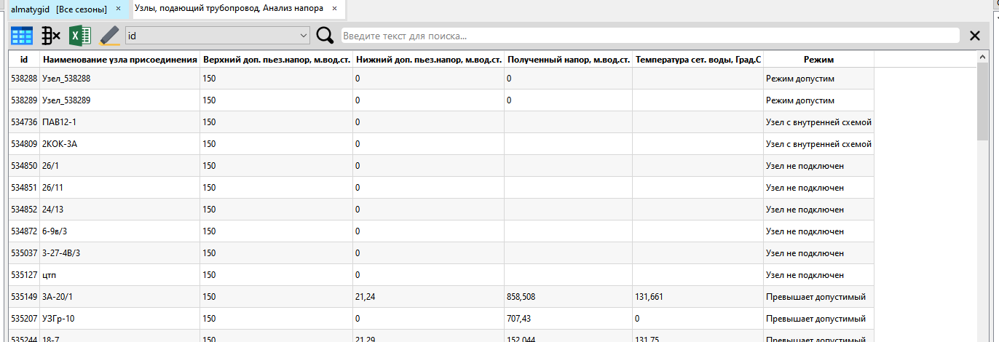 almatygid [Все сезоны] × Узлы, подающий трубопровод, Анализ напора ×
id Введите текст для поиска...
id Наименование узла присоединения Верхний доп. пьез.напор, м.вод.ст. Нижний доп. пьез.напор, м.вод.ст. Полученный напор, м.вод.ст. Температура сет. воды, Град.С Режим
538288 Узел_538288 150 0 0 Режим допустим
538289 Узел_538289 150 0 0 Режим допустим
534736 ПАВ12-1 150 0 Узел с внутренней схемой
534809 2КОК-3А 150 0 Узел с внутренней схемой
534850 26/1 150 0 Узел не подключен
534851 26/11 150 0 Узел не подключен
534852 24/13 150 0 Узел не подключен
534872 6-9в/3 150 0 Узел не подключен
535037 3-27-4В/3 150 0 Узел не подключен
535127 цтп 150 0 Узел не подключен
535149 3А-20/1 150 21,24 858,508 131,661 Превышает допустимый
535207 УЗГр-10 150 0 707,43 0 Превышает допустимый
535244 18-7 150 21,29 152,044 131,75 Превышает допустимый